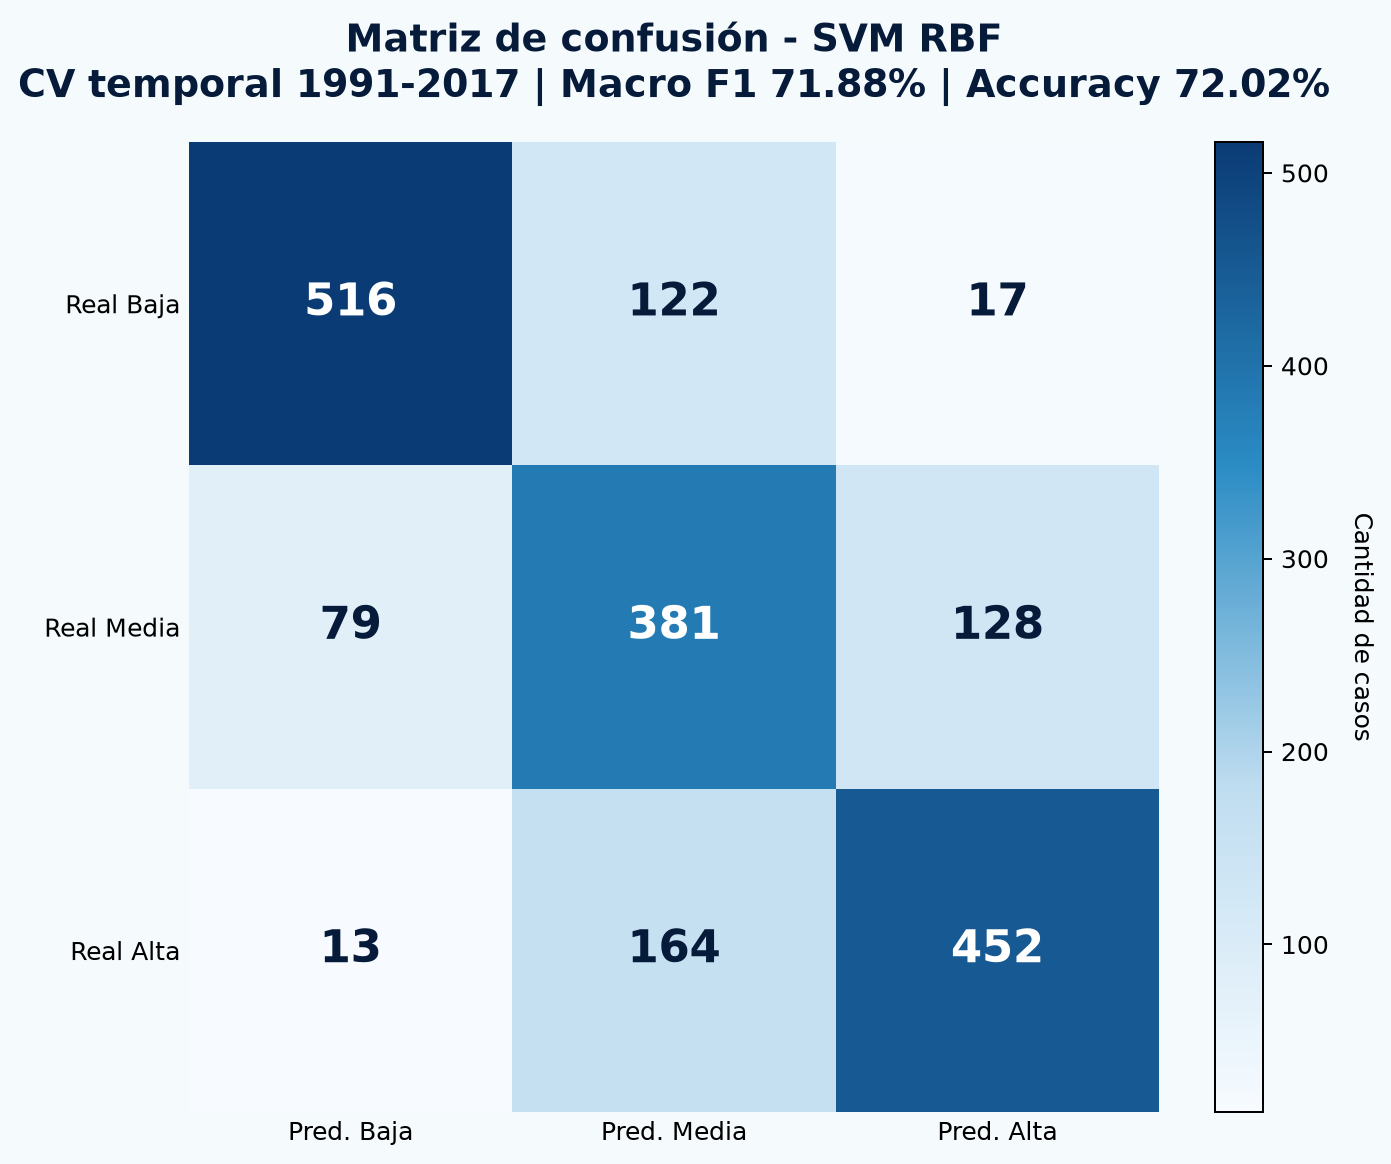 Matriz de confusión - SVM RBF
CV temporal 1991-2017 | Macro F1 71.88% | Accuracy 72.02%
Real Baja 516 122 17
Real Media 79 381 128
Real Alta 13 164 452
Pred. Baja Pred. Media Pred. Alta
500
400
300
200
100
Cantidad de casos